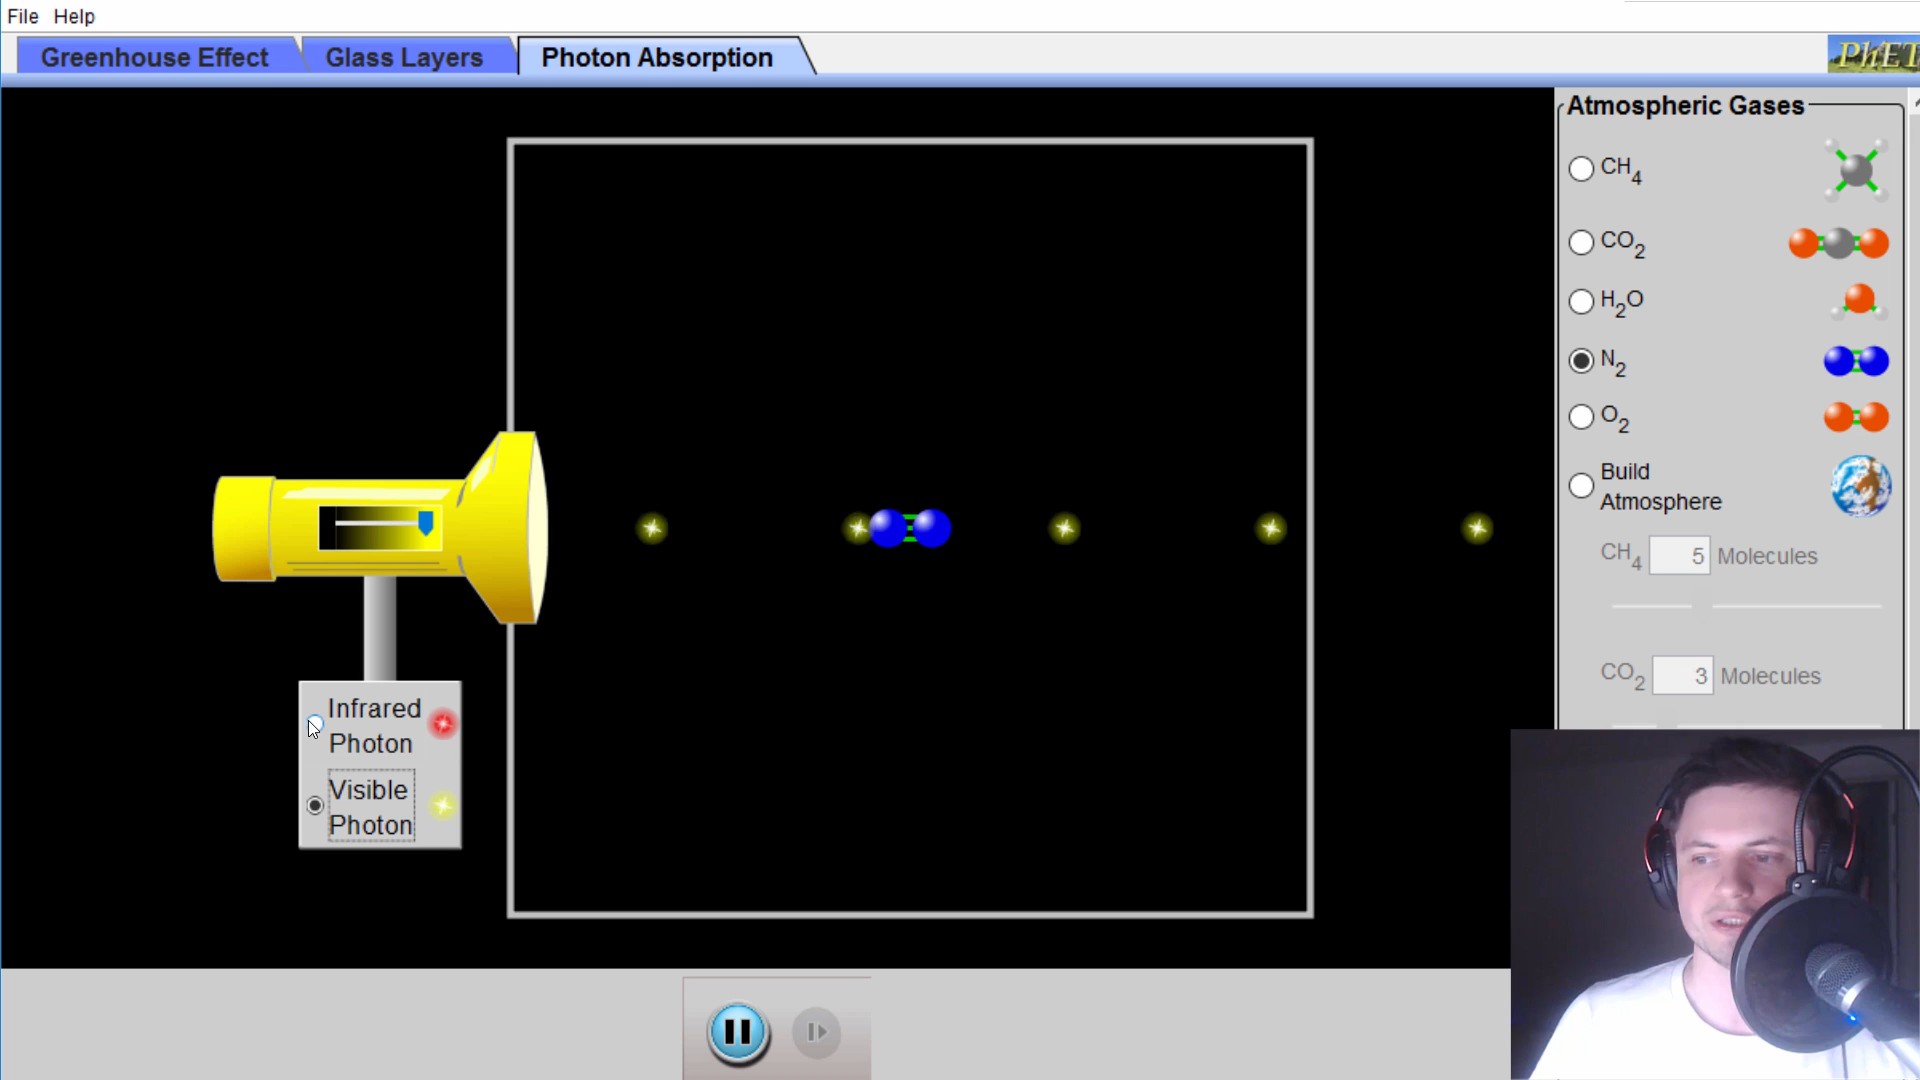 File Help
Greenhouse Effect
Glass Layers
Photon Absorption
PhET
Atmospheric Gases
CH4
CO2
H2O
N2
O2
Build
Atmosphere
CH4 5 Molecules
CO2 3 Molecules
Infrared
Photon
Visible
Photon